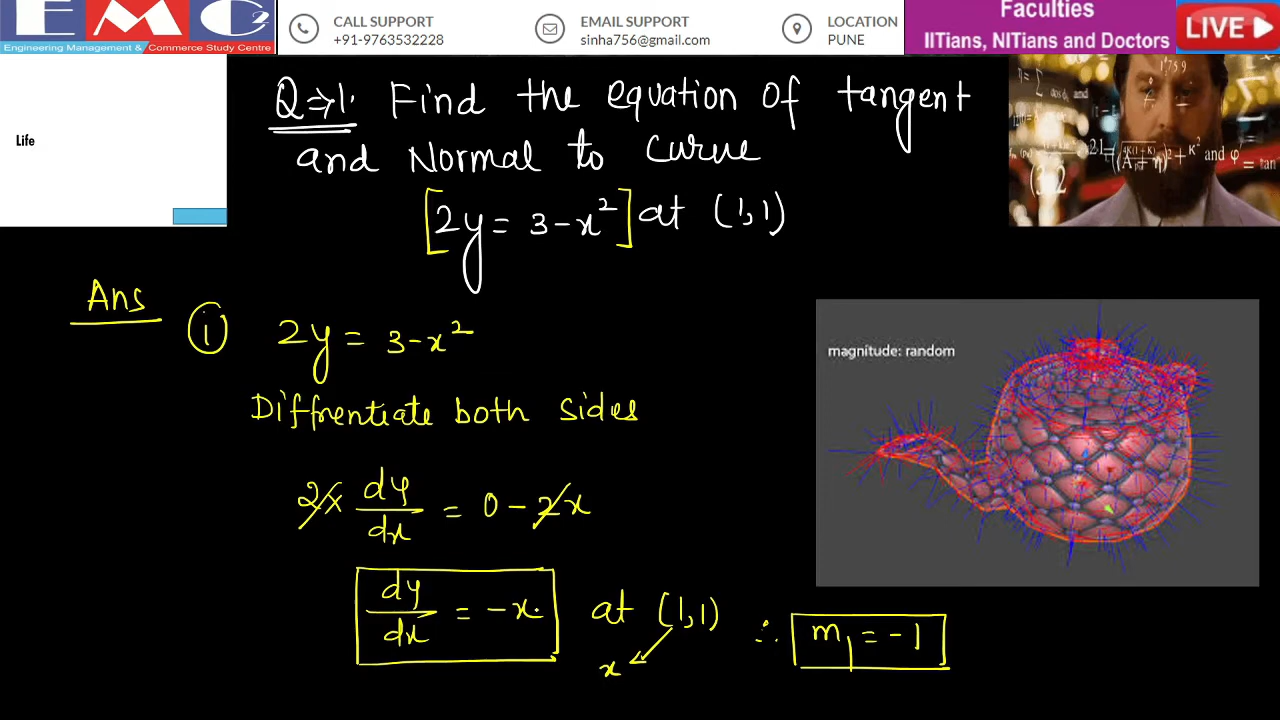 EMC²
Engineering Management & Commerce Study Centre
CALL SUPPORT
+91-9763532228
EMAIL SUPPORT
sinha756@gmail.com
LOCATION
PUNE
Faculties
IITians, NITians and Doctors
LIVE
Life
Q⇒1. Find the equation of tangent
and Normal to curve
[2y = 3-x²] at (1,1)
Ans
① 2y = 3-x²
Diffrentiate both sides
2x dy/dx = 0 - 2x
dy/dx = -x. at (1,1) ∴ m₁ = -1
x
magnitude: random